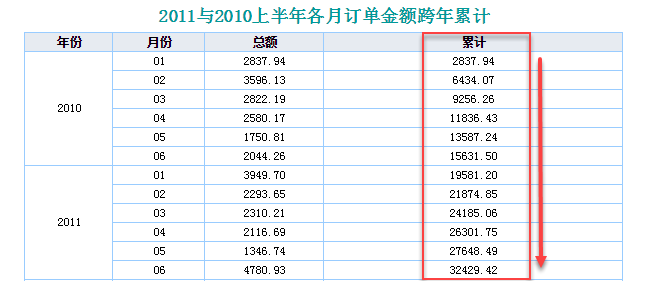 2011与2010上半年各月订单金额跨年累计
年份 月份 总额 累计
01 2837.94 2837.94
02 3596.13 6434.07
03 2822.19 9256.26
2010
04 2580.17 11836.43
05 1750.81 13587.24
06 2044.26 15631.50
01 3949.70 19581.20
02 2293.65 21874.85
03 2310.21 24185.06
2011
04 2116.69 26301.75
05 1346.74 27648.49
06 4780.93 32429.42